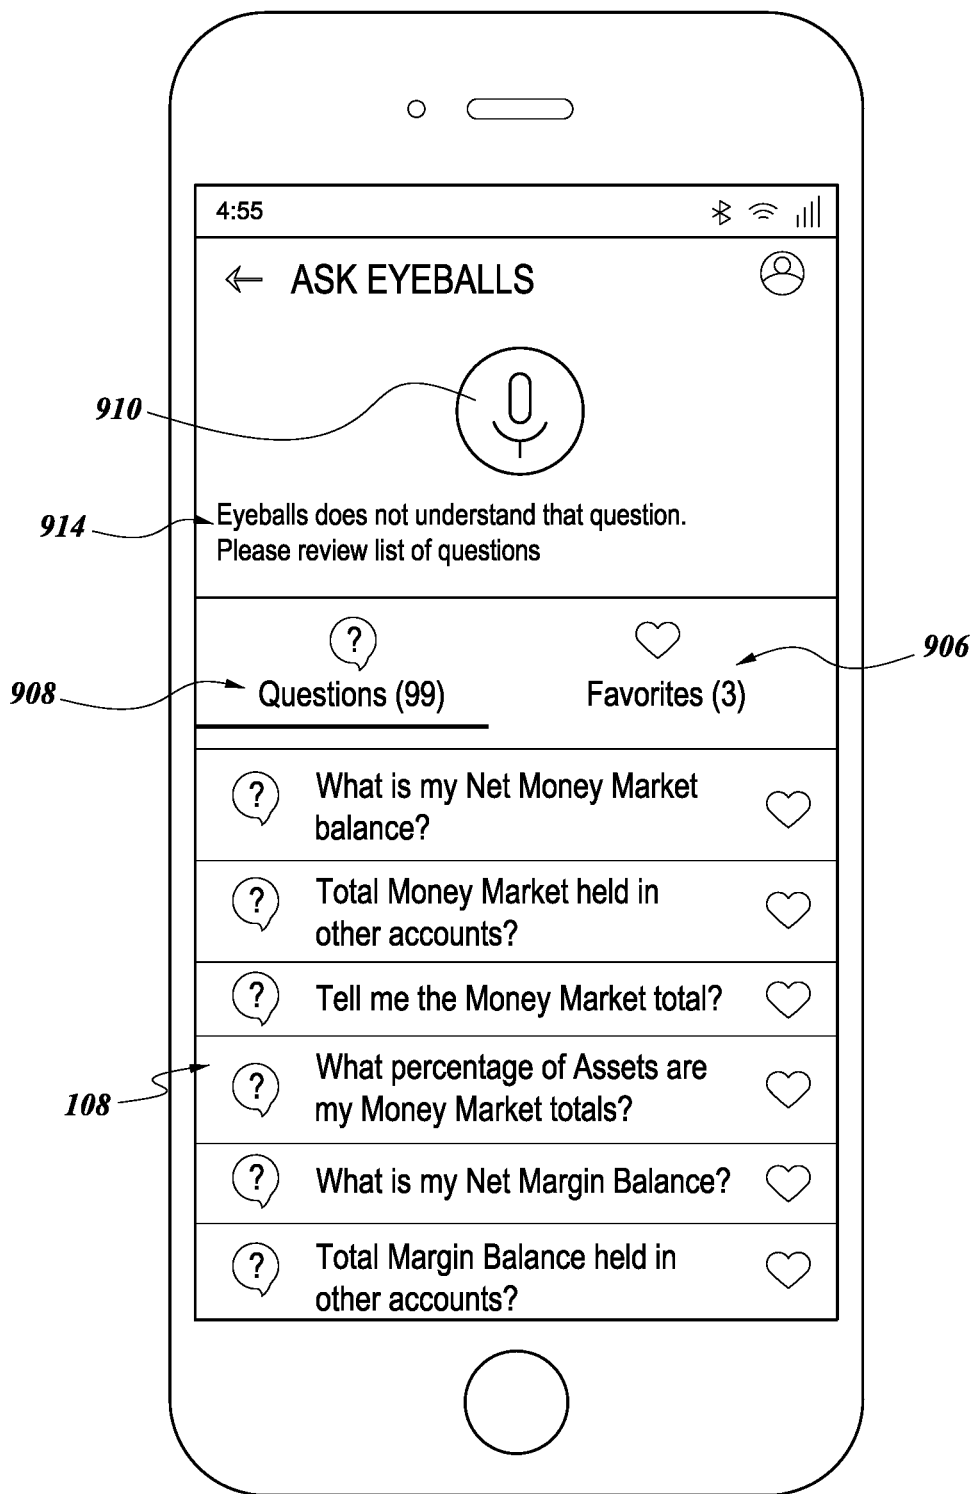 4:55
ASK EYEBALLS
910
914
Eyeballs does not understand that question.
Please review list of questions
?
906
908
Questions (99)
Favorites (3)
?
What is my Net Money Market
balance?
?
Total Money Market held in
other accounts?
?
Tell me the Money Market total?
108
?
What percentage of Assets are
my Money Market totals?
?
What is my Net Margin Balance?
?
Total Margin Balance held in
other accounts?